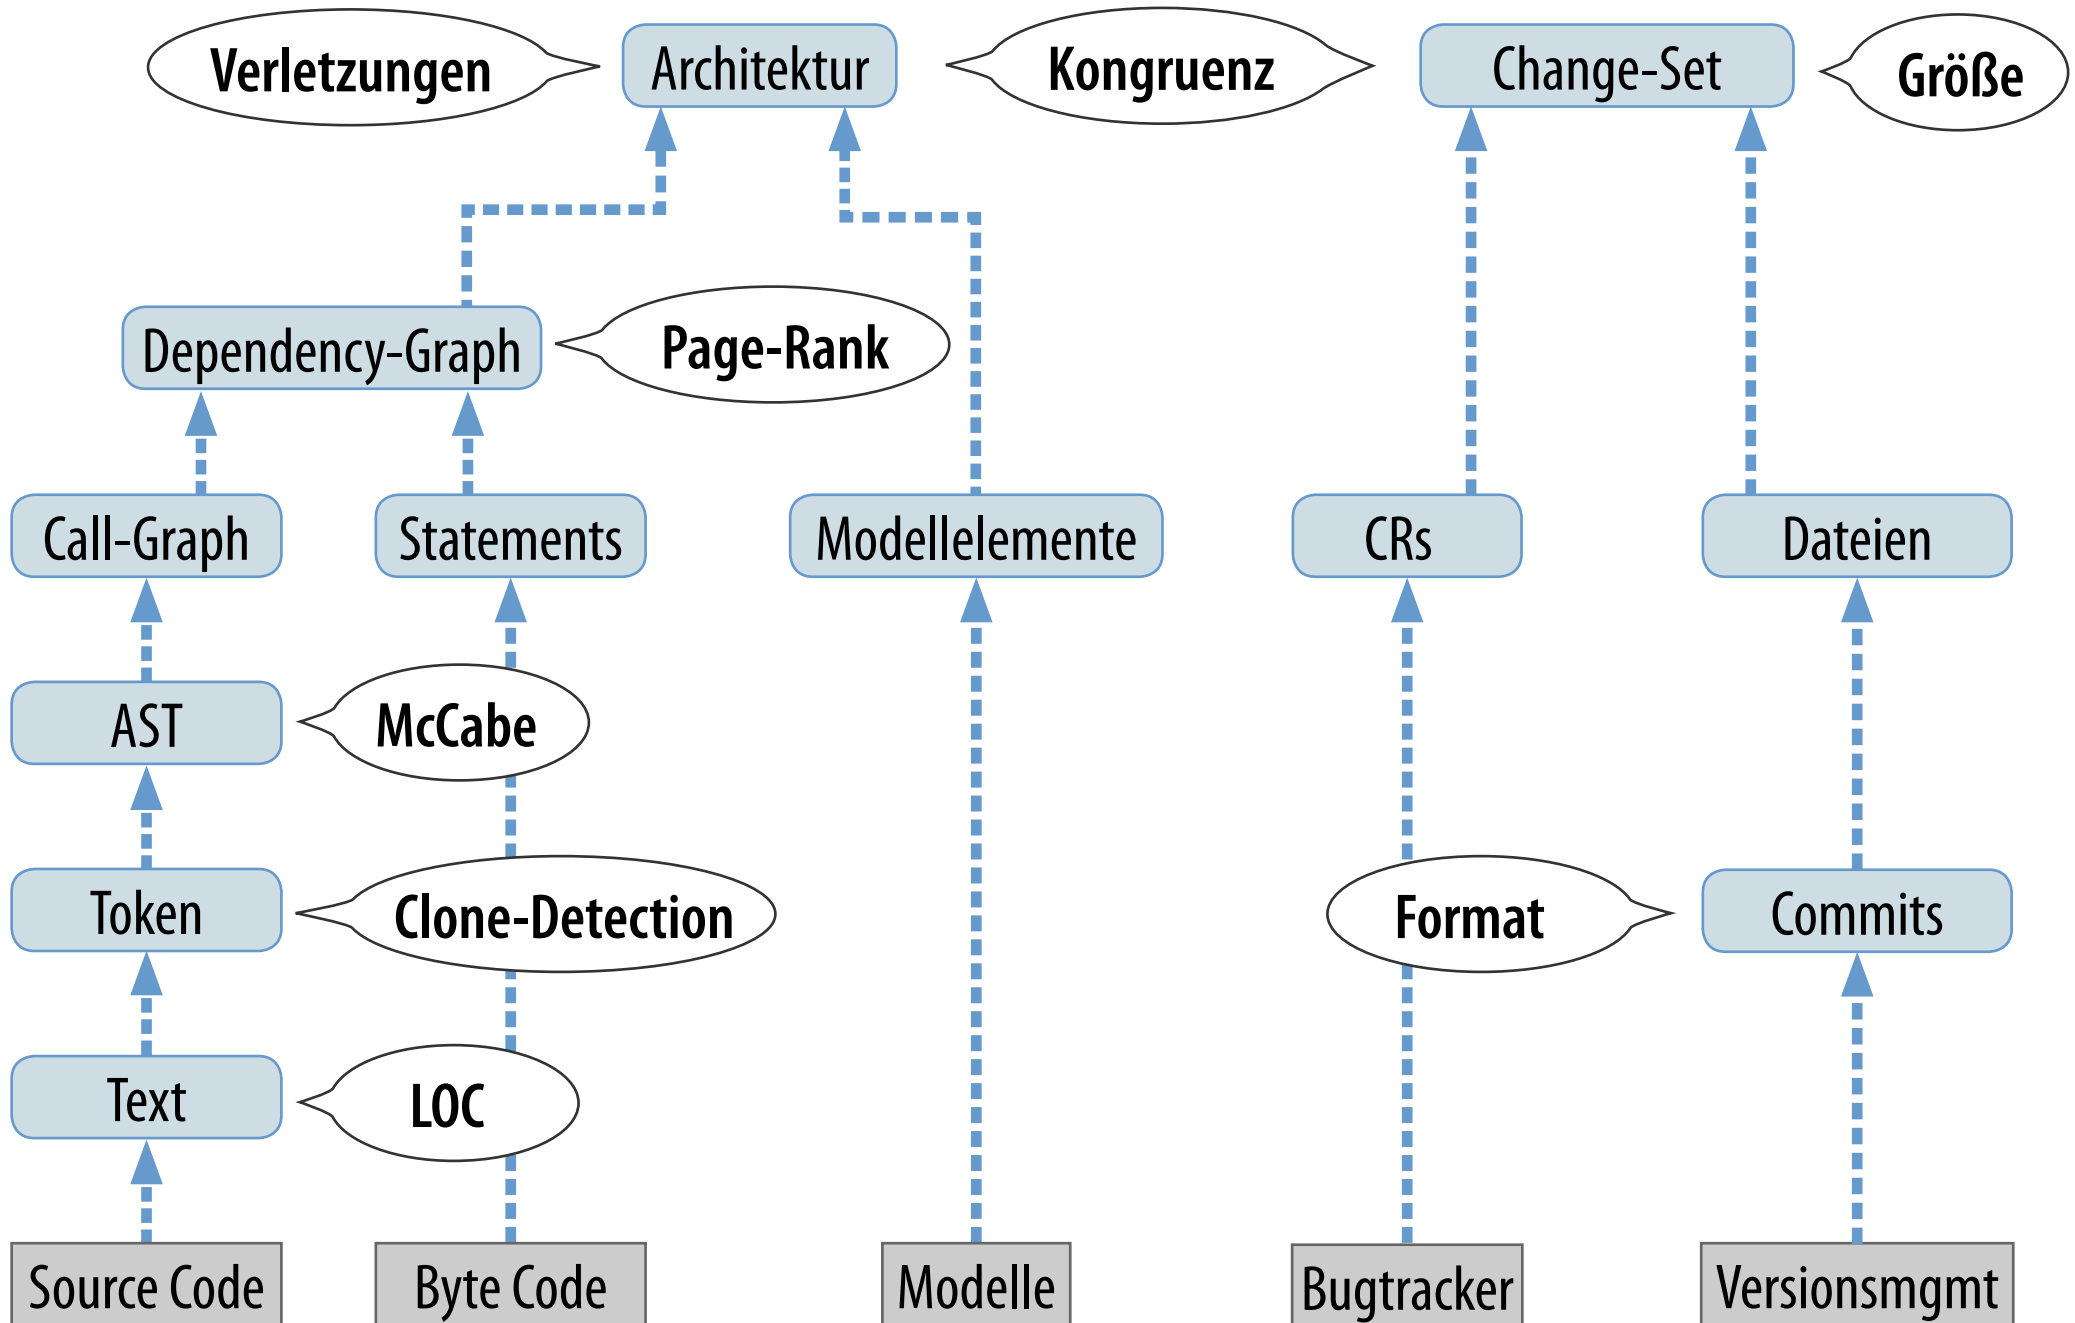 Verletzungen
Architektur
Kongruenz
Change-Set
Größe
Dependency-Graph
Page-Rank
Call-Graph
Statements
Modellelemente
CRs
Dateien
AST
McCabe
Token
Clone-Detection
Format
Commits
Text
LOC
Source Code
Byte Code
Modelle
Bugtracker
Versionsmgmt